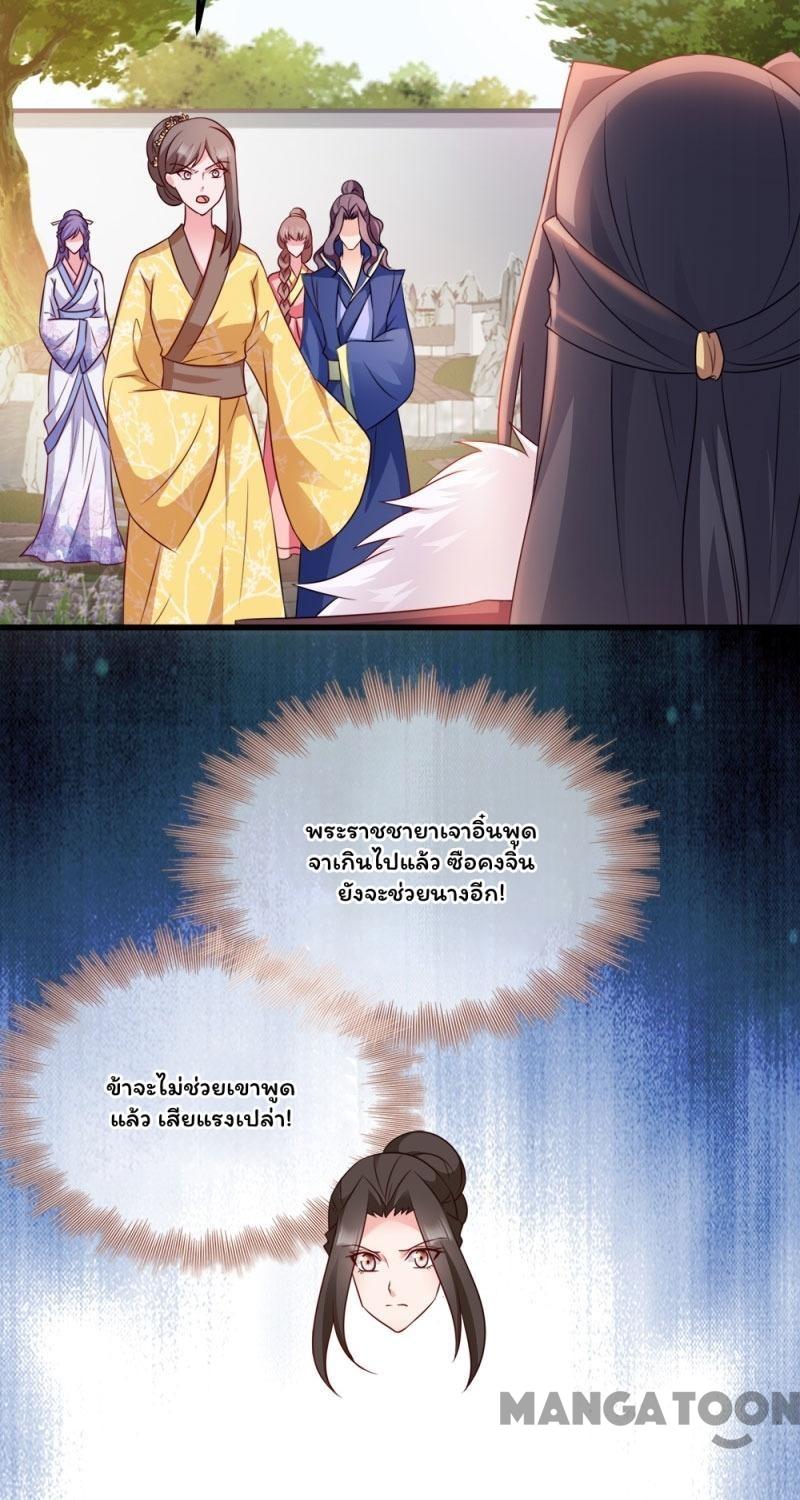 พระราชชายาเจาอิ๋นพูด
จาเกินไปแล้ว ซือคงจิ่น
ยังจะช่วยนางอีก!
ข้าจะไม่ช่วยเขาพูด
แล้ว เสียแรงเปล่า!
MANGATOON